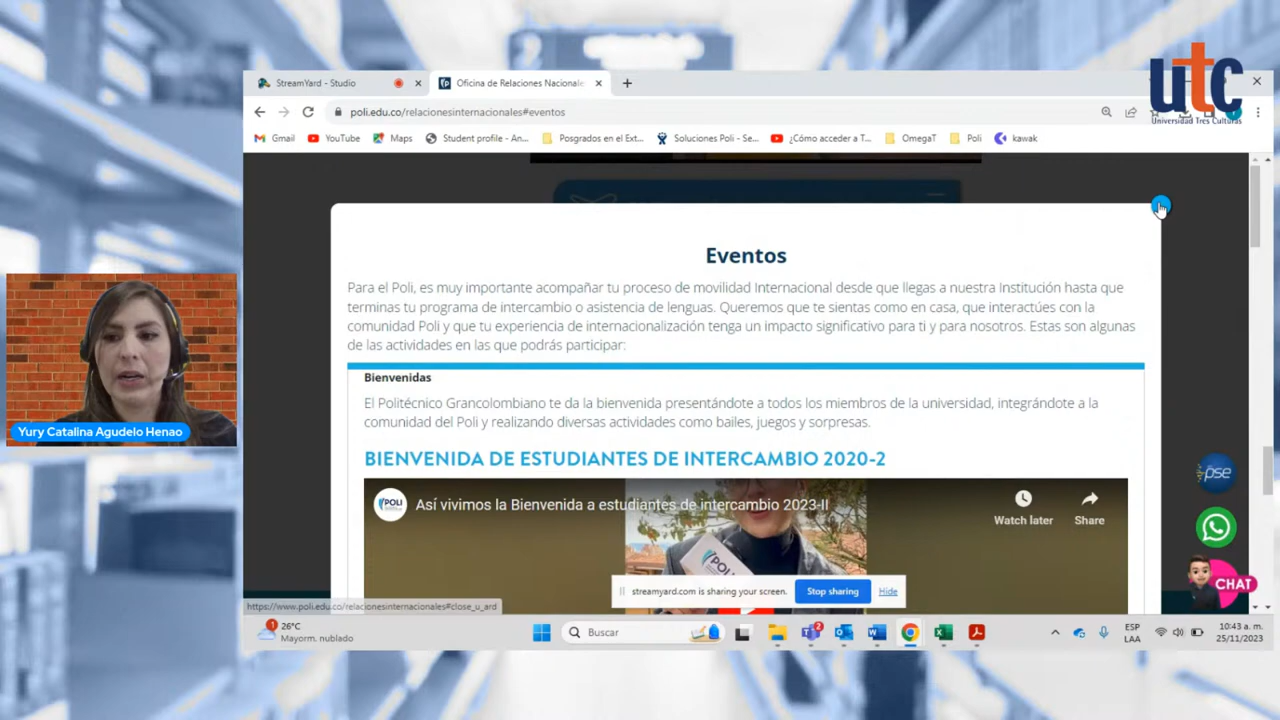 utc
Universidad Tres Culturas
StreamYard - Studio
Oficina de Relaciones Nacionale
poli.edu.co/relacionesinternacionales#eventos
Gmail
YouTube
Maps
Student profile - An...
Posgrados en el Ext...
Soluciones Poli - Se...
¿Cómo acceder a T...
OmegaT
Poli
kawak
Eventos
Para el Poli, es muy importante acompañar tu proceso de movilidad Internacional desde que llegas a nuestra Institución hasta que
terminas tu programa de intercambio o asistencia de lenguas. Queremos que te sientas como en casa, que interactúes con la
comunidad Poli y que tu experiencia de internacionalización tenga un impacto significativo para ti y para nosotros. Estas son algunas
de las actividades en las que podrás participar:
Bienvenidas
El Politécnico Grancolombiano te da la bienvenida presentándote a todos los miembros de la universidad, integrándote a la
comunidad del Poli y realizando diversas actividades como bailes, juegos y sorpresas.
BIENVENIDA DE ESTUDIANTES DE INTERCAMBIO 2020-2
POLI
Así vivimos la Bienvenida a estudiantes de intercambio 2023-II
Watch later
Share
POLI
pse
CHAT
Yury Catalina Agudelo Henao
streamyard.com is sharing your screen.
Stop sharing
Hide
https://www.poli.edu.co/relacionesinternacionales#close_u_ard
1
26°C
Mayorm. nublado
Buscar
2
ESP
LAA
10:43 a. m.
25/11/2023